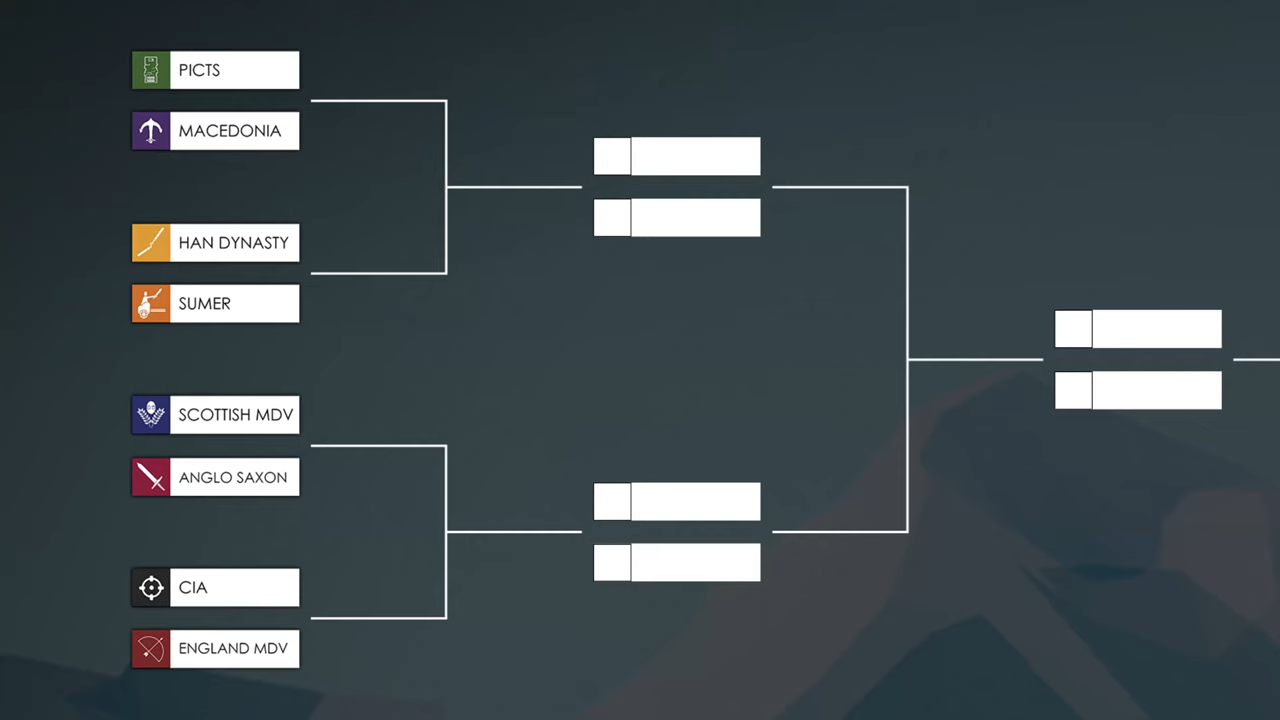 PICTS
MACEDONIA
HAN DYNASTY
SUMER
SCOTTISH MDV
ANGLO SAXON
CIA
ENGLAND MDV